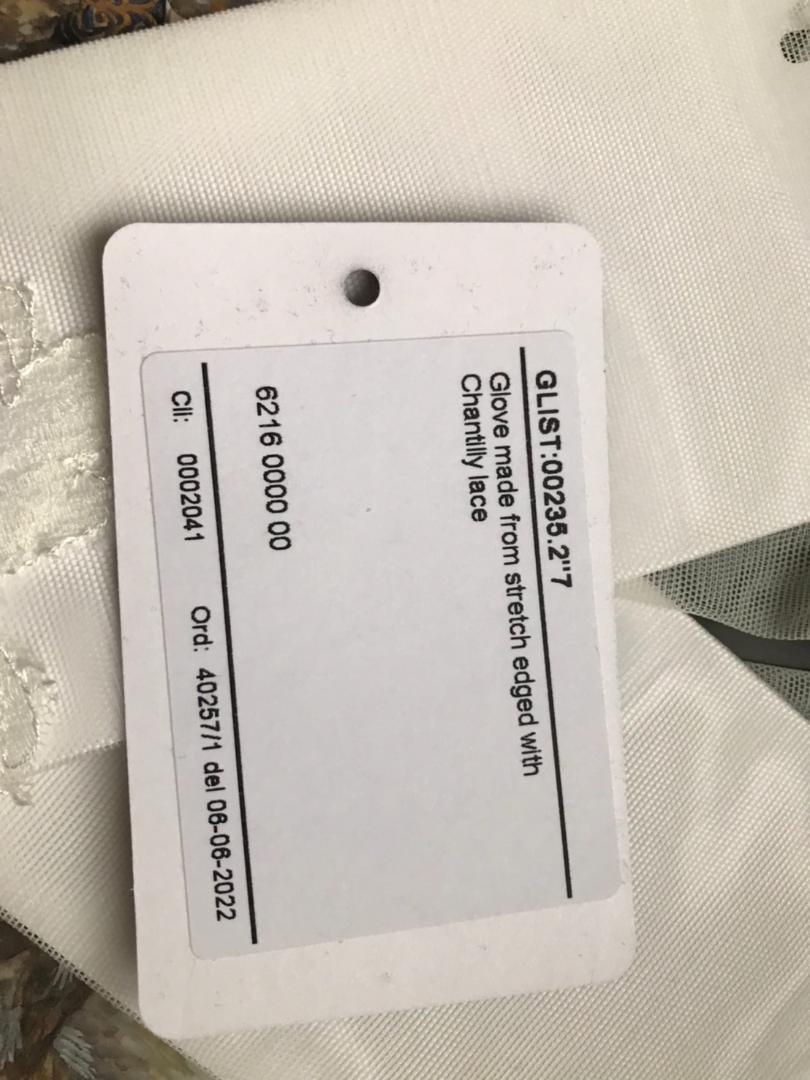 GLIST:00235.2"7
Glove made from stretch edged with
Chantilly lace
6216 0000 00
Cli: 0002041 Ord: 40257/1 del 06-06-2022